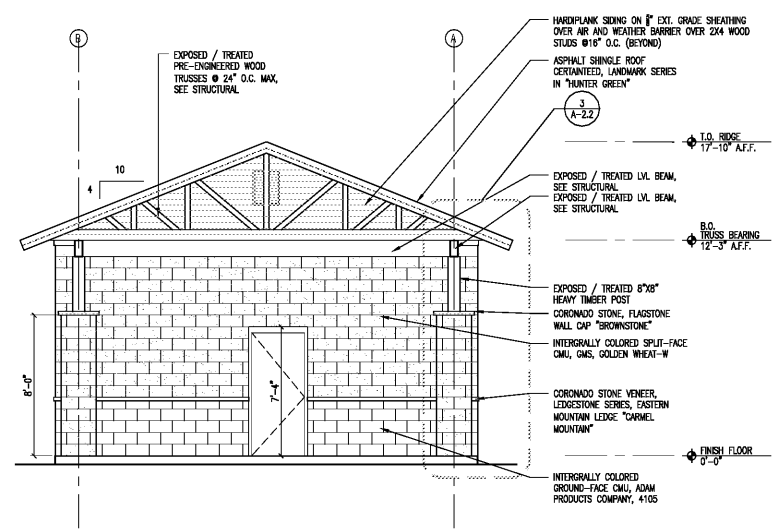 HARDIPLANK SIDING ON EXT. GRADE SHEATHING
OVER AIR AND WEATHER BARRIER OVER 2X4 WOOD
STUDS @16" O.C. (BEYOND)
ASPHALT SHINGLE ROOF
CERTAINTEED, LANDMARK SERIES
IN "HUNTER GREEN"
3
A-2.2
B
A
EXPOSED / TREATED
PRE-ENGINEERED WOOD
TRUSSES @ 24" O.C. MAX,
SEE STRUCTURAL
T.O. RIDGE
17'-10" A.F.F.
10
4
EXPOSED / TREATED LVL BEAM,
SEE STRUCTURAL
EXPOSED / TREATED LVL BEAM,
SEE STRUCTURAL
B.O.
TRUSS BEARING
12'-3" A.F.F.
EXPOSED / TREATED 8"X8"
HEAVY TIMBER POST
CORONADO STONE, FLAGSTONE
WALL CAP "BROWNSTONE"
INTERGRALLY COLORED SPLIT-FACE
CMU, GMS, GOLDEN WHEAT-W
8'-0"
7'-4"
CORONADO STONE VENEER,
LEDGESTONE SERIES, EASTERN
MOUNTAIN LEDGE "CARMEL
MOUNTAIN"
FINISH FLOOR
0'-0"
INTERGRALLY COLORED
GROUND-FACE CMU, ADAM
PRODUCTS COMPANY, 4105